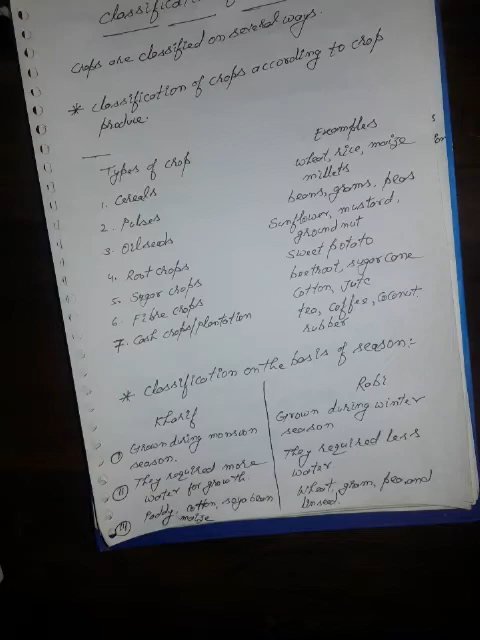 classification of
Crops are classified on several ways.
* classification of crops according to crop
produce.
Types of crop Examples
1. Cereals Wheat, rice, maize
millets
2. Pulses beans, grams, peas
3. Oilseeds Sunflower, mustard,
groundnut
4. Root crops Sweet potato
5. Sugar crops beetroot, sugarcane
6. Fibre crops Cotton, Jute
7. Cash crops/plantation tea, coffee, coconut
rubber
* Classification on the basis of season:-
Kharif
Grown during monsoon
season.
They required more
water for growth
Paddy, cotton, soya bean
maize
Rabi
Grown during winter
season
They required less
water
Wheat, gram, pea and
linseed